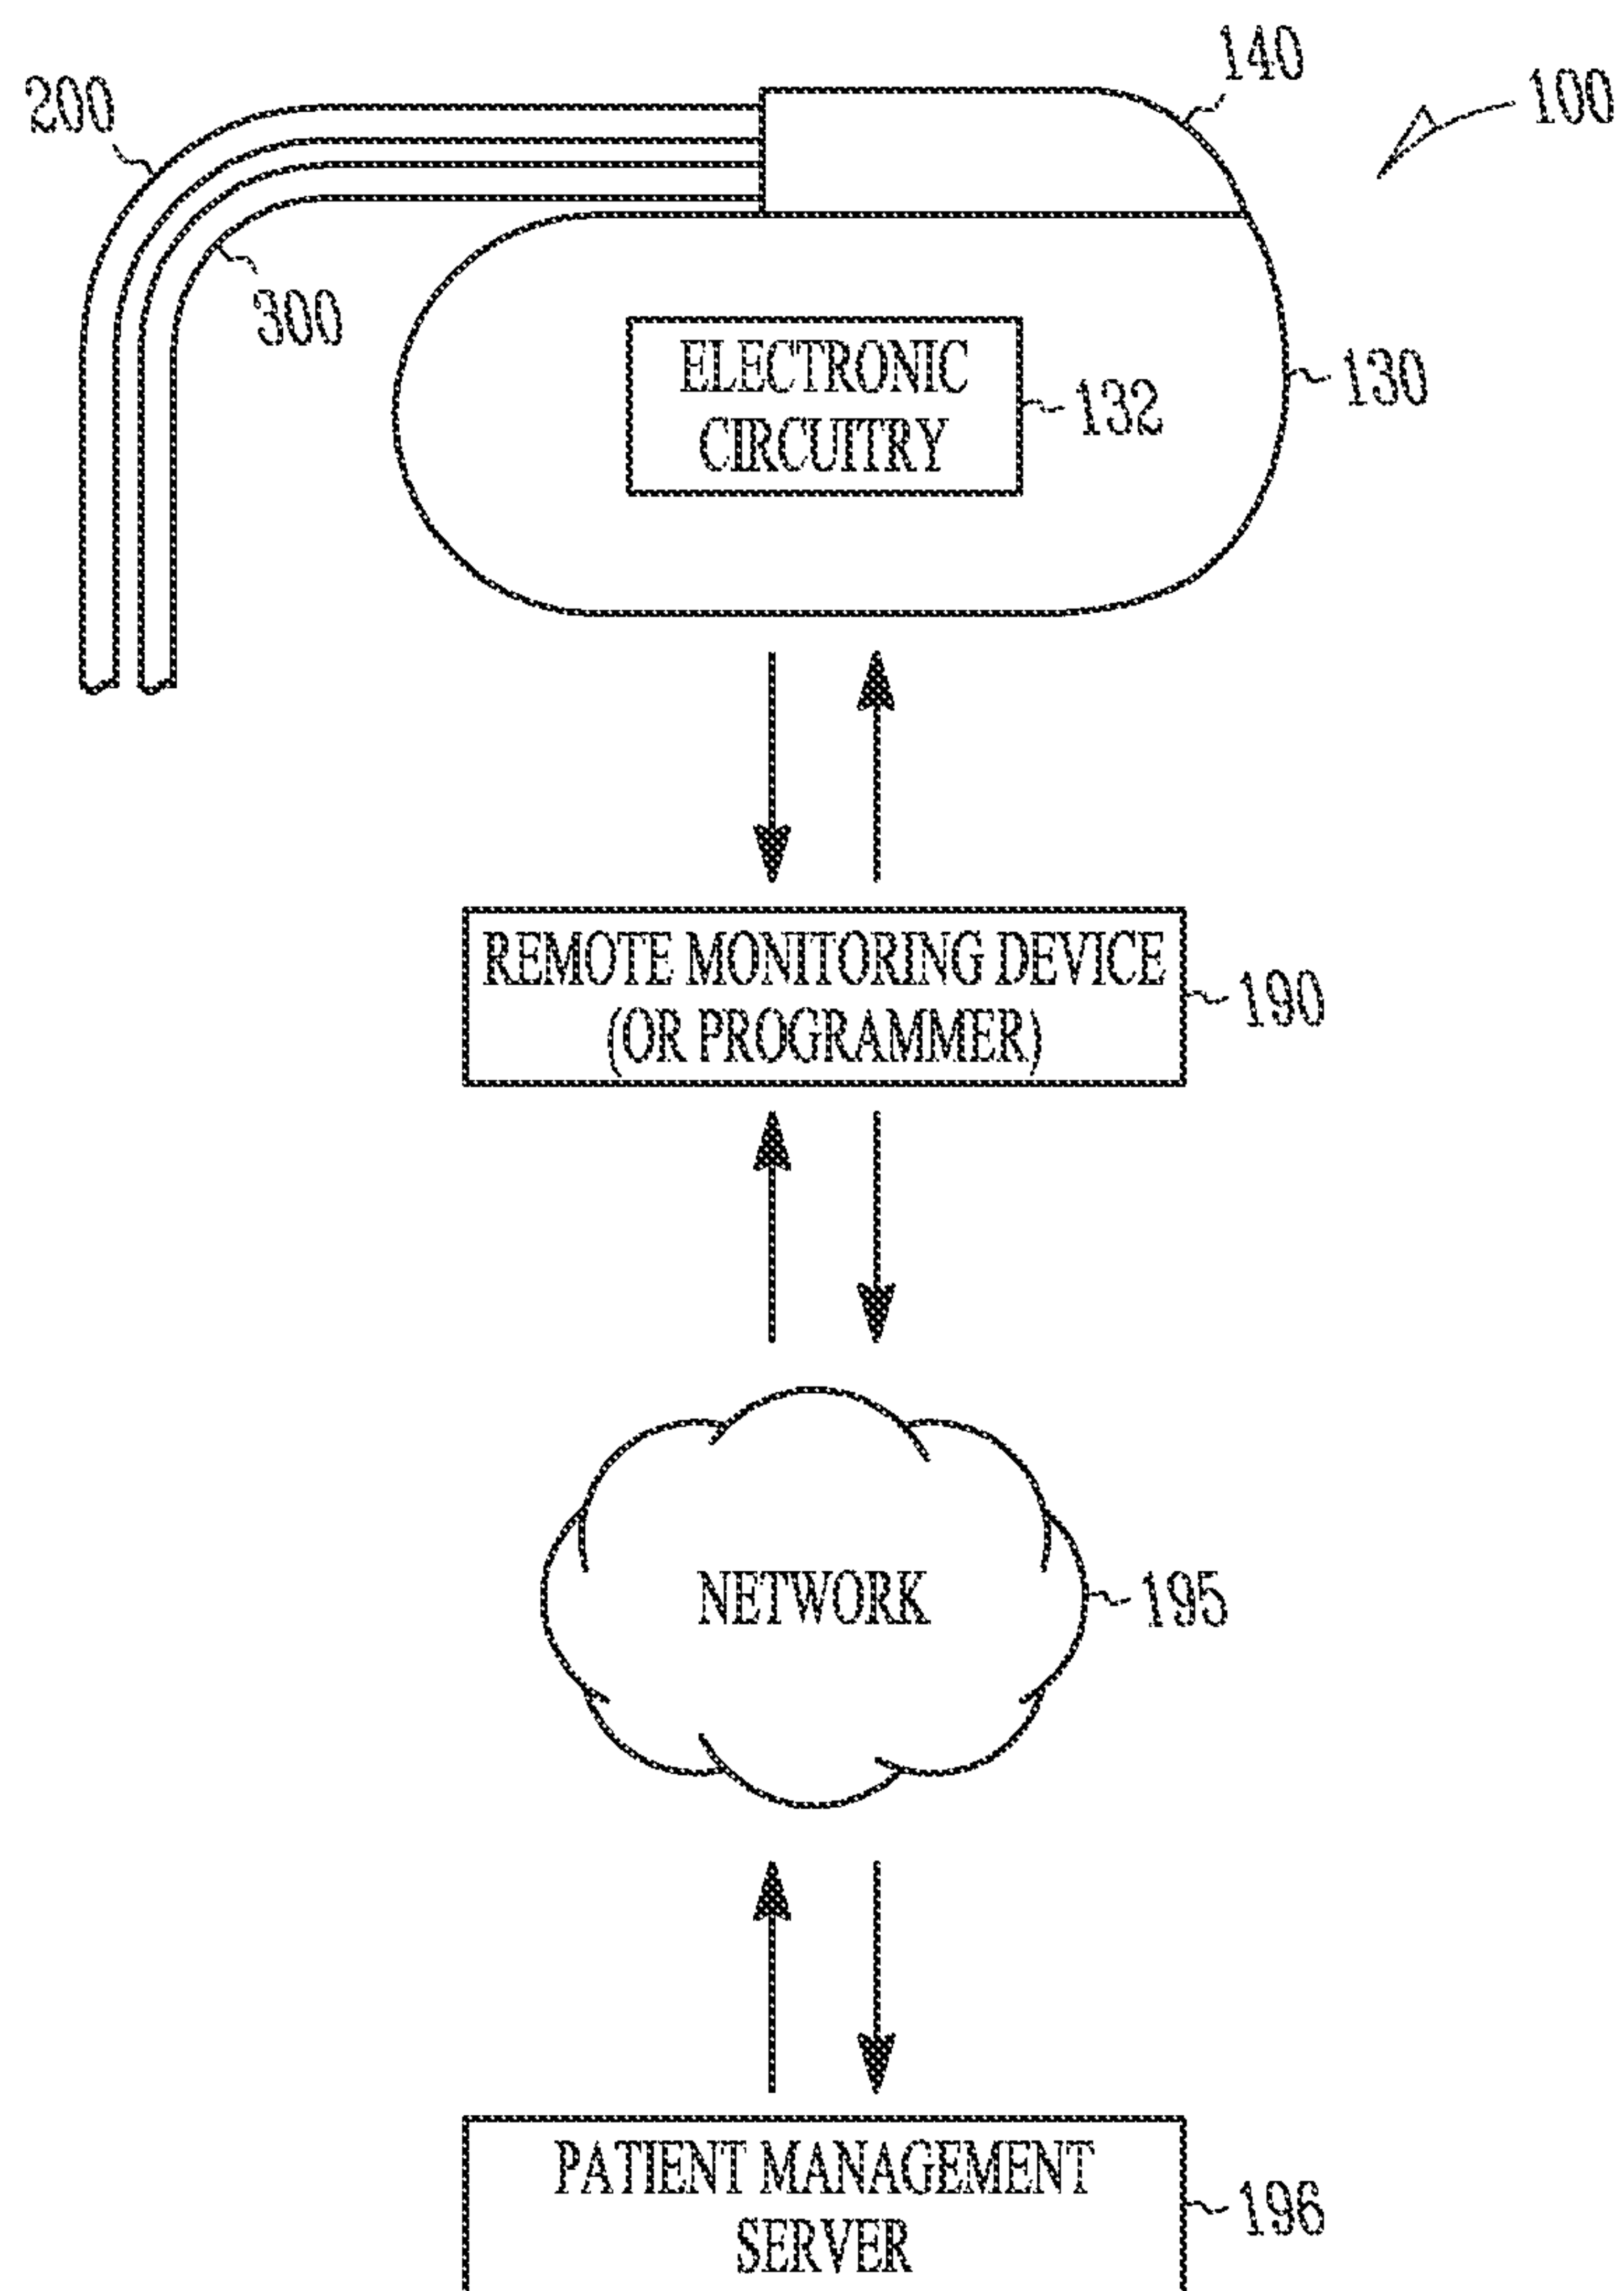 140
100
200
300
ELECTRONIC
CIRCUITRY
132
130
REMOTE MONITORING DEVICE
(OR PROGRAMMER)
190
NETWORK
195
PATIENT MANAGEMENT
SERVER
196